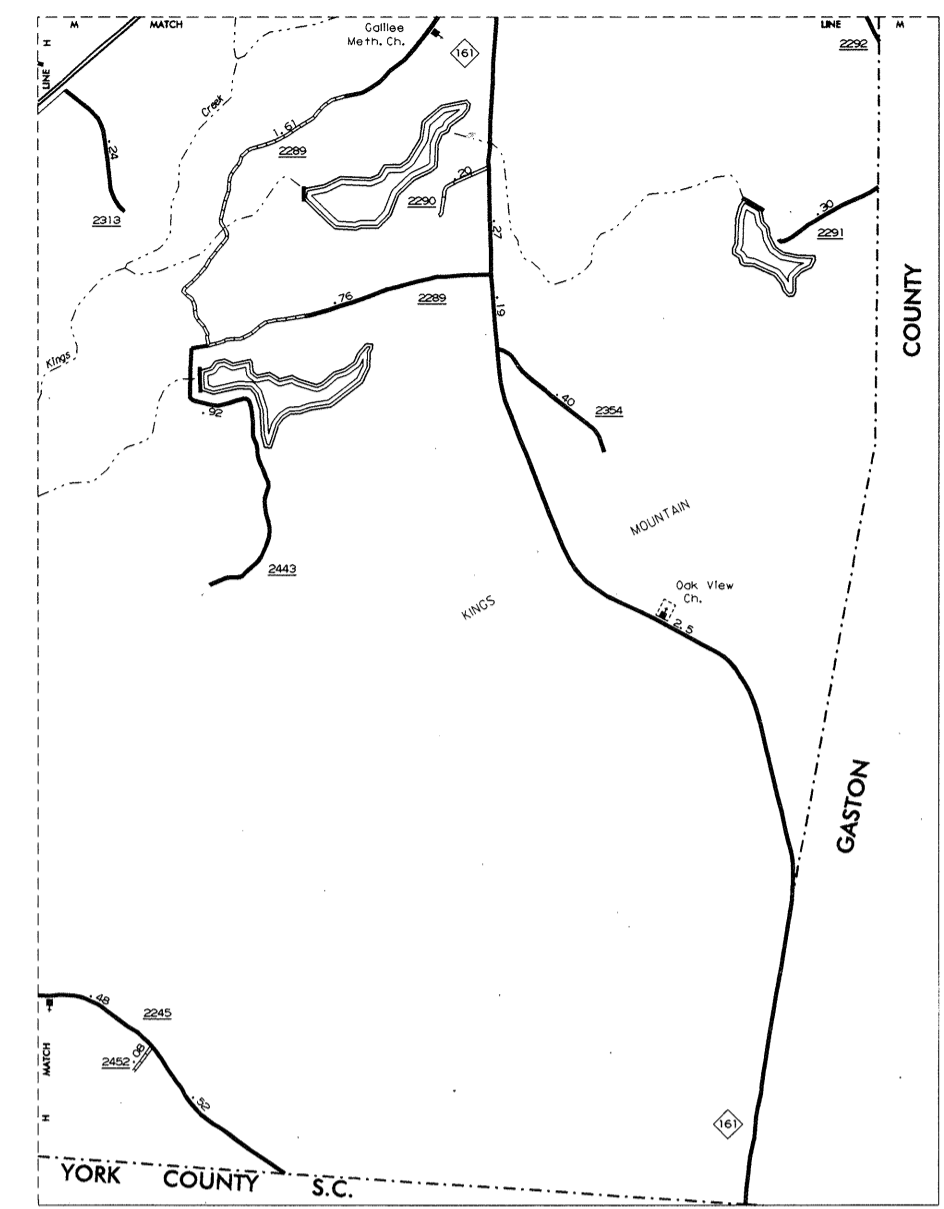 M MATCH
LINE M
H
LINE
Galilee
Meth. Ch.
161
2292
Creek
1.61
2289
.24
.20
2313
2290
.27
.30
2291
.76
2289
.19
COUNTY
Kings
.92
.40
2354
MOUNTAIN
2443
Oak View
Ch.
KINGS
2.5
GASTON
.48
2245
MATCH
H
2452
.08
.52
161
YORK COUNTY S.C.